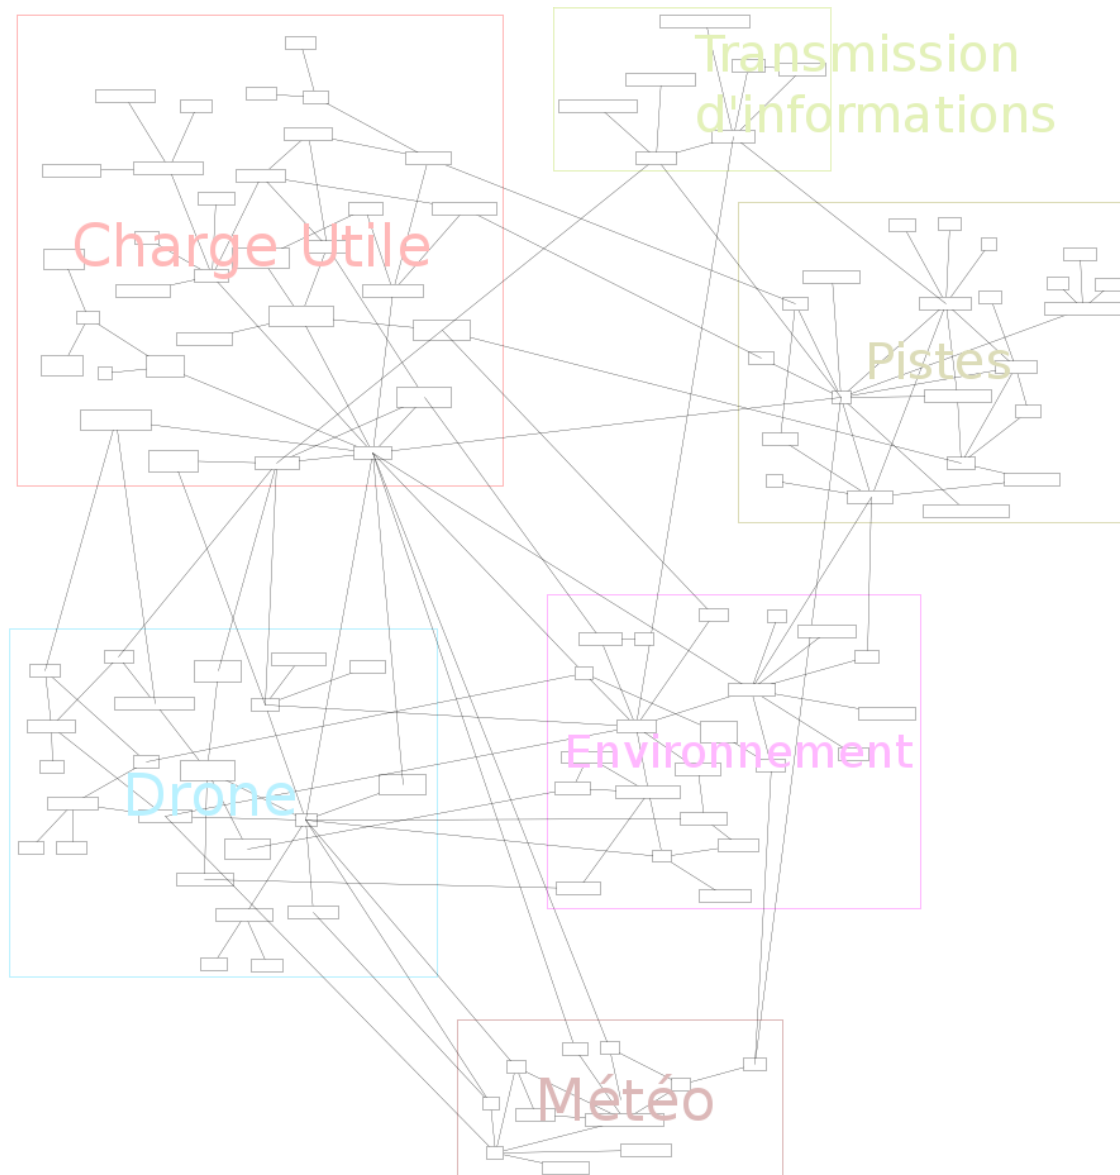 Transmission
d'informations
Charge Utile
Pistes
Environnement
Drone
Météo